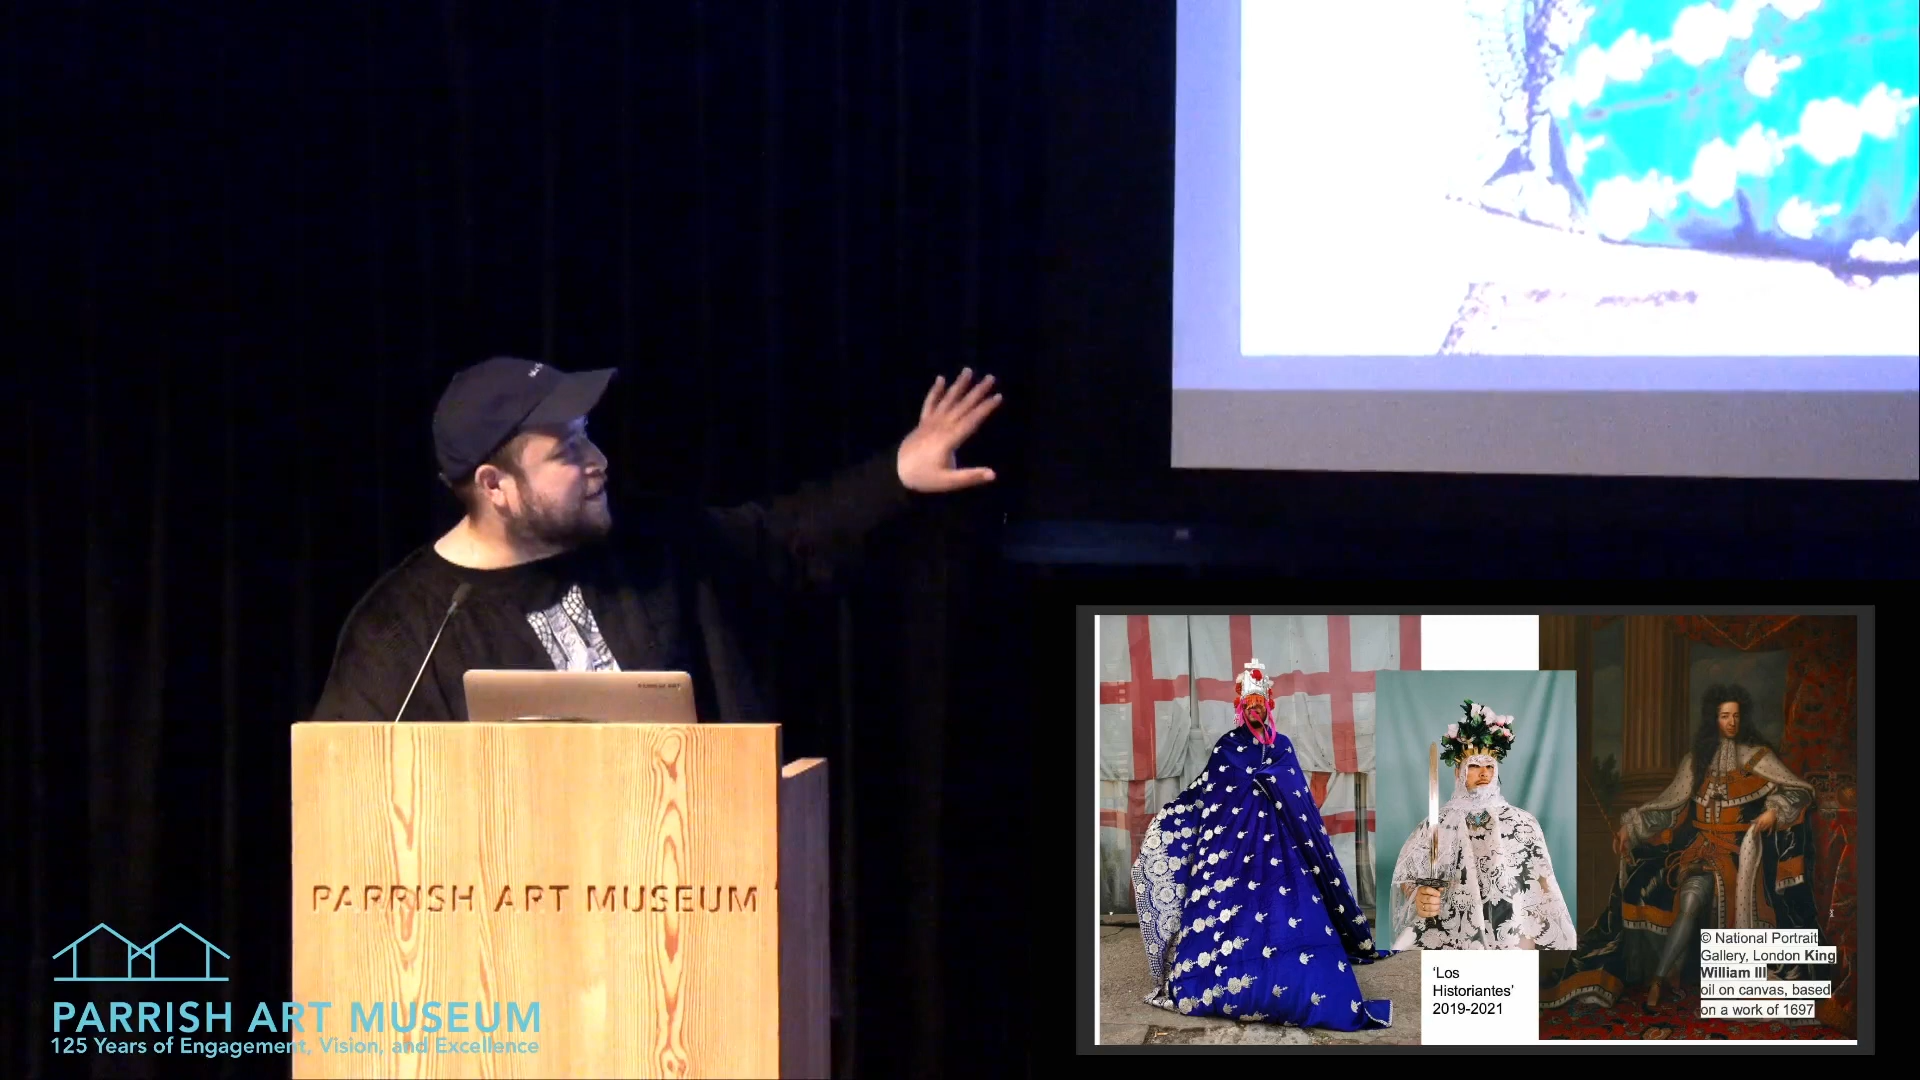 PARRISH ART MUSEUM
PARRISH ART MUSEUM
125 Years of Engagement, Vision, and Excellence
‘Los
Historiantes’
2019-2021
© National Portrait
Gallery, London King
William III
oil on canvas, based
on a work of 1697